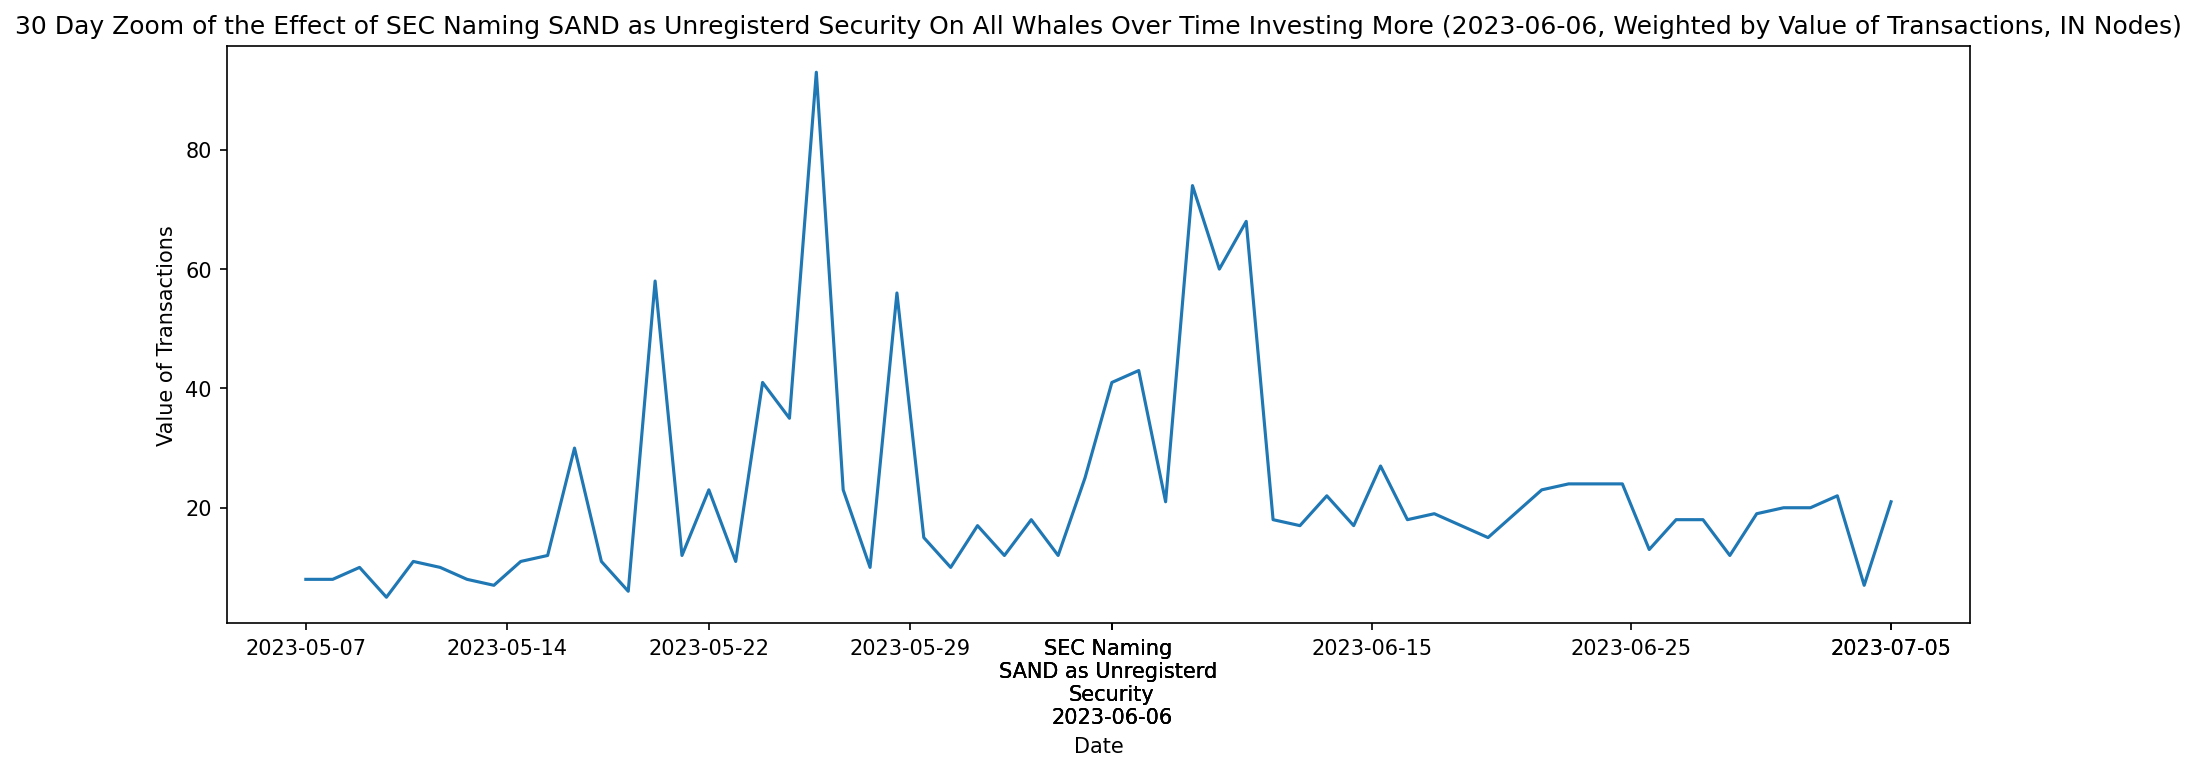 30 Day Zoom of the Effect of SEC Naming SAND as Unregisterd Security On All Whales Over Time Investing More (2023-06-06, Weighted by Value of Transactions, IN Nodes)
80
60
40
20
Value of Transactions
2023-05-07 2023-05-14 2023-05-22 2023-05-29 SEC Naming 2023-06-15 2023-06-25 2023-07-05
SAND as Unregisterd
Security
2023-06-06
Date